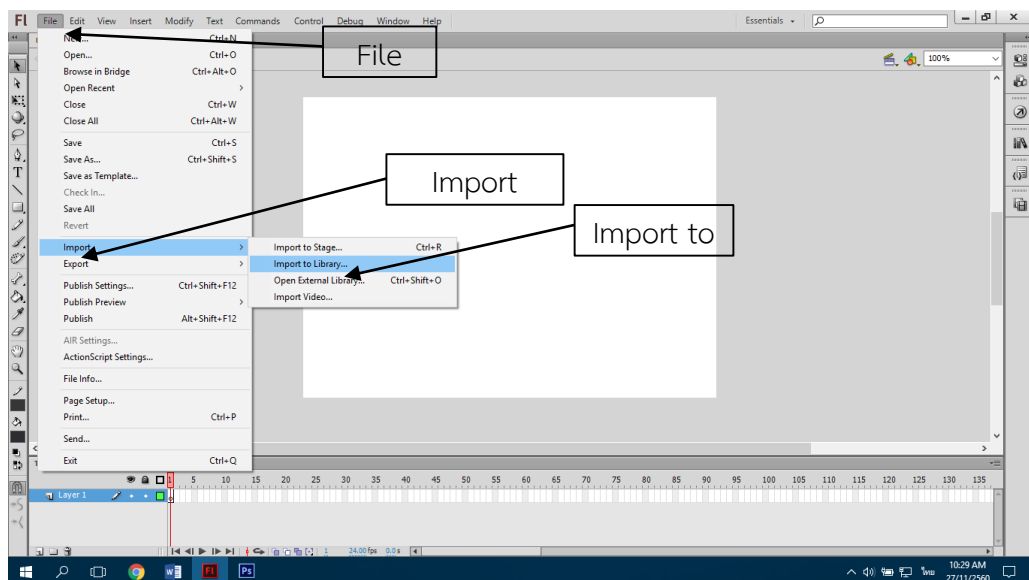 Fl File Edit View Insert Modify Text Commands Control Debug Window Help Essentials
Ctrl+N
Open... Ctrl+O
Browse in Bridge Ctrl+Alt+O
Open Recent
Close Ctrl+W
Close All Ctrl+Alt+W
Save Ctrl+S
Save As... Ctrl+Shift+S
Save as Template...
Check In...
Save All
Revert
Import
Export
Publish Settings... Ctrl+Shift+F12
Publish Preview
Publish Alt+Shift+F12
AIR Settings...
ActionScript Settings...
File Info...
Page Setup...
Print... Ctrl+P
Send...
Exit Ctrl+Q
Import to Stage... Ctrl+R
Import to Library...
Open External Library... Ctrl+Shift+O
Import Video...
File
Import
Import to
100%
1 5 10 15 20 25 30 35 40 45 50 55 60 65 70 75 80 85 90 95 100 105 110 115 120 125 130 135
Layer 1
1 24.00 fps 0.0 s
Fl Ps
ไทย
10:29 AM
27/11/2560